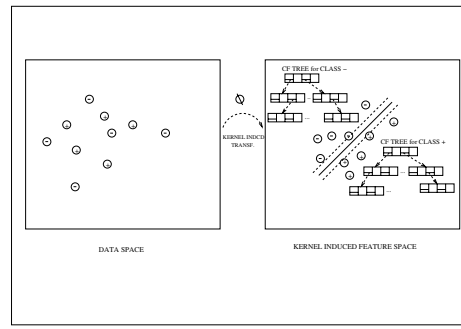 CF TREE for CLASS −
KERNEL INDCD
TRANSF.
CF TREE for CLASS +
DATA SPACE
KERNEL INDUCED FEATURE SPACE